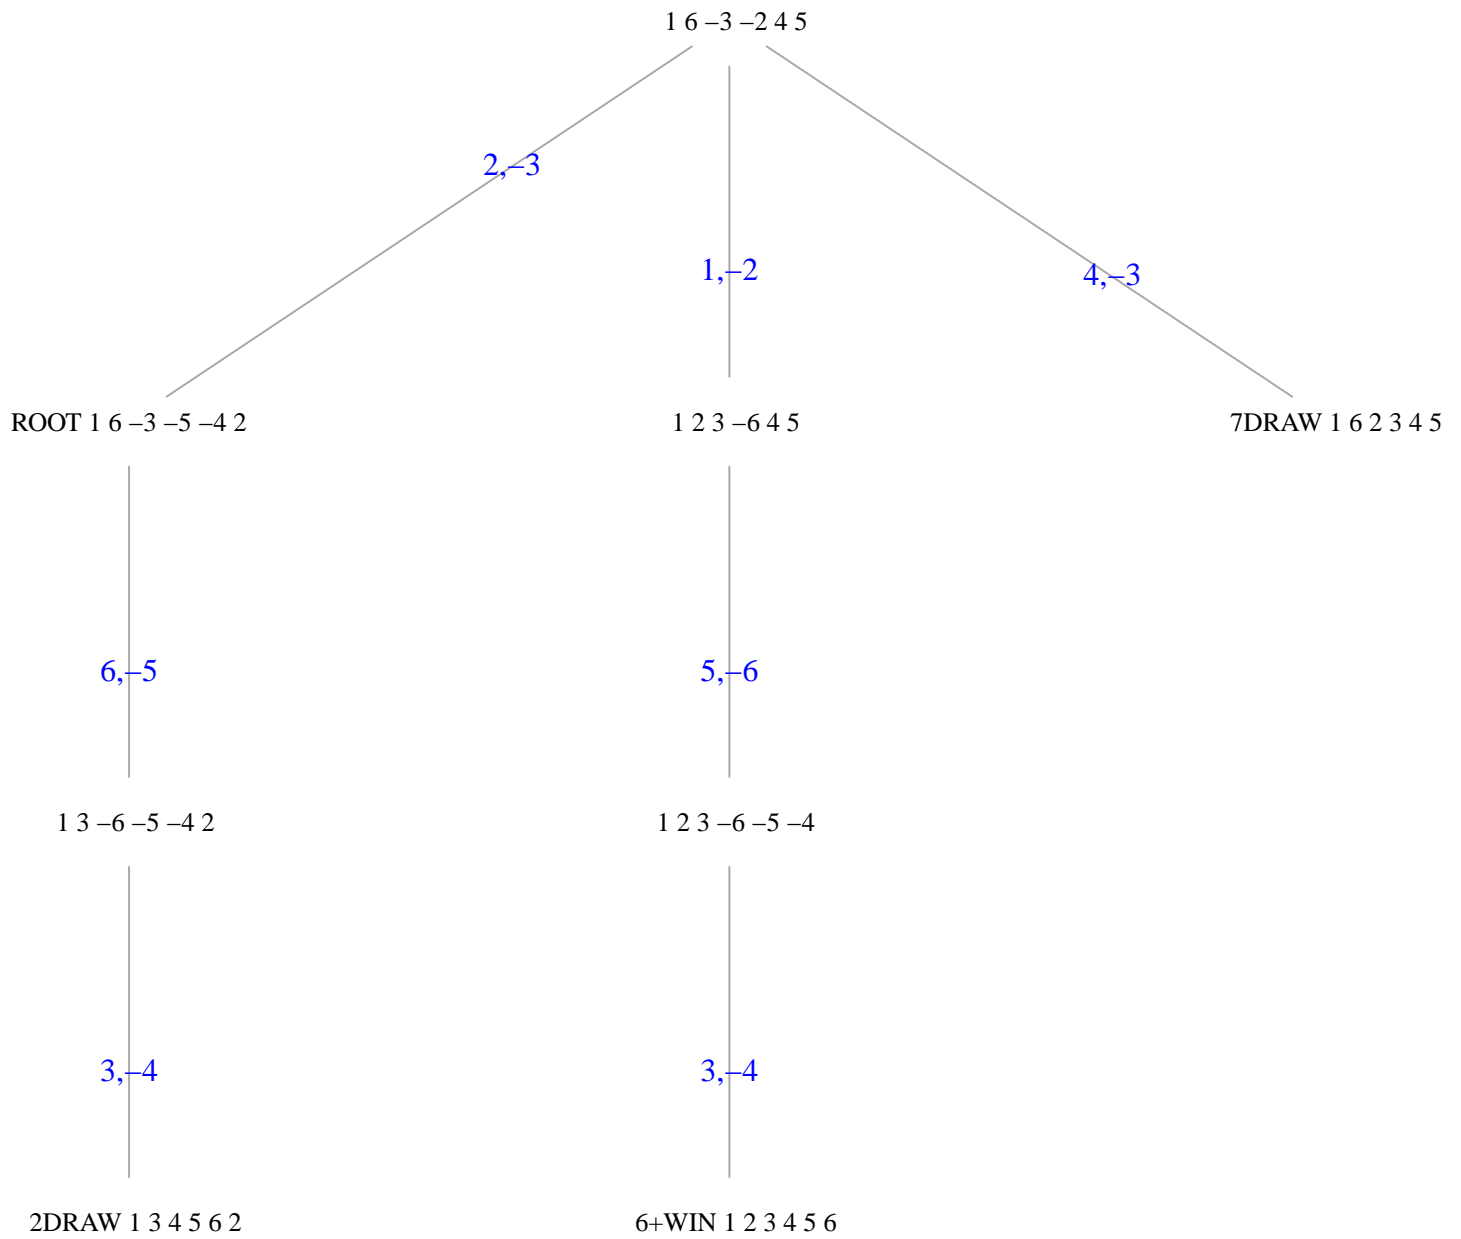 1 6 –3 –2 4 5
2,–3
1,–2
4,–3
ROOT 1 6 –3 –5 –4 2
1 2 3 –6 4 5
7DRAW 1 6 2 3 4 5
6,–5
5,–6
1 3 –6 –5 –4 2
1 2 3 –6 –5 –4
3,–4
3,–4
2DRAW 1 3 4 5 6 2
6+WIN 1 2 3 4 5 6